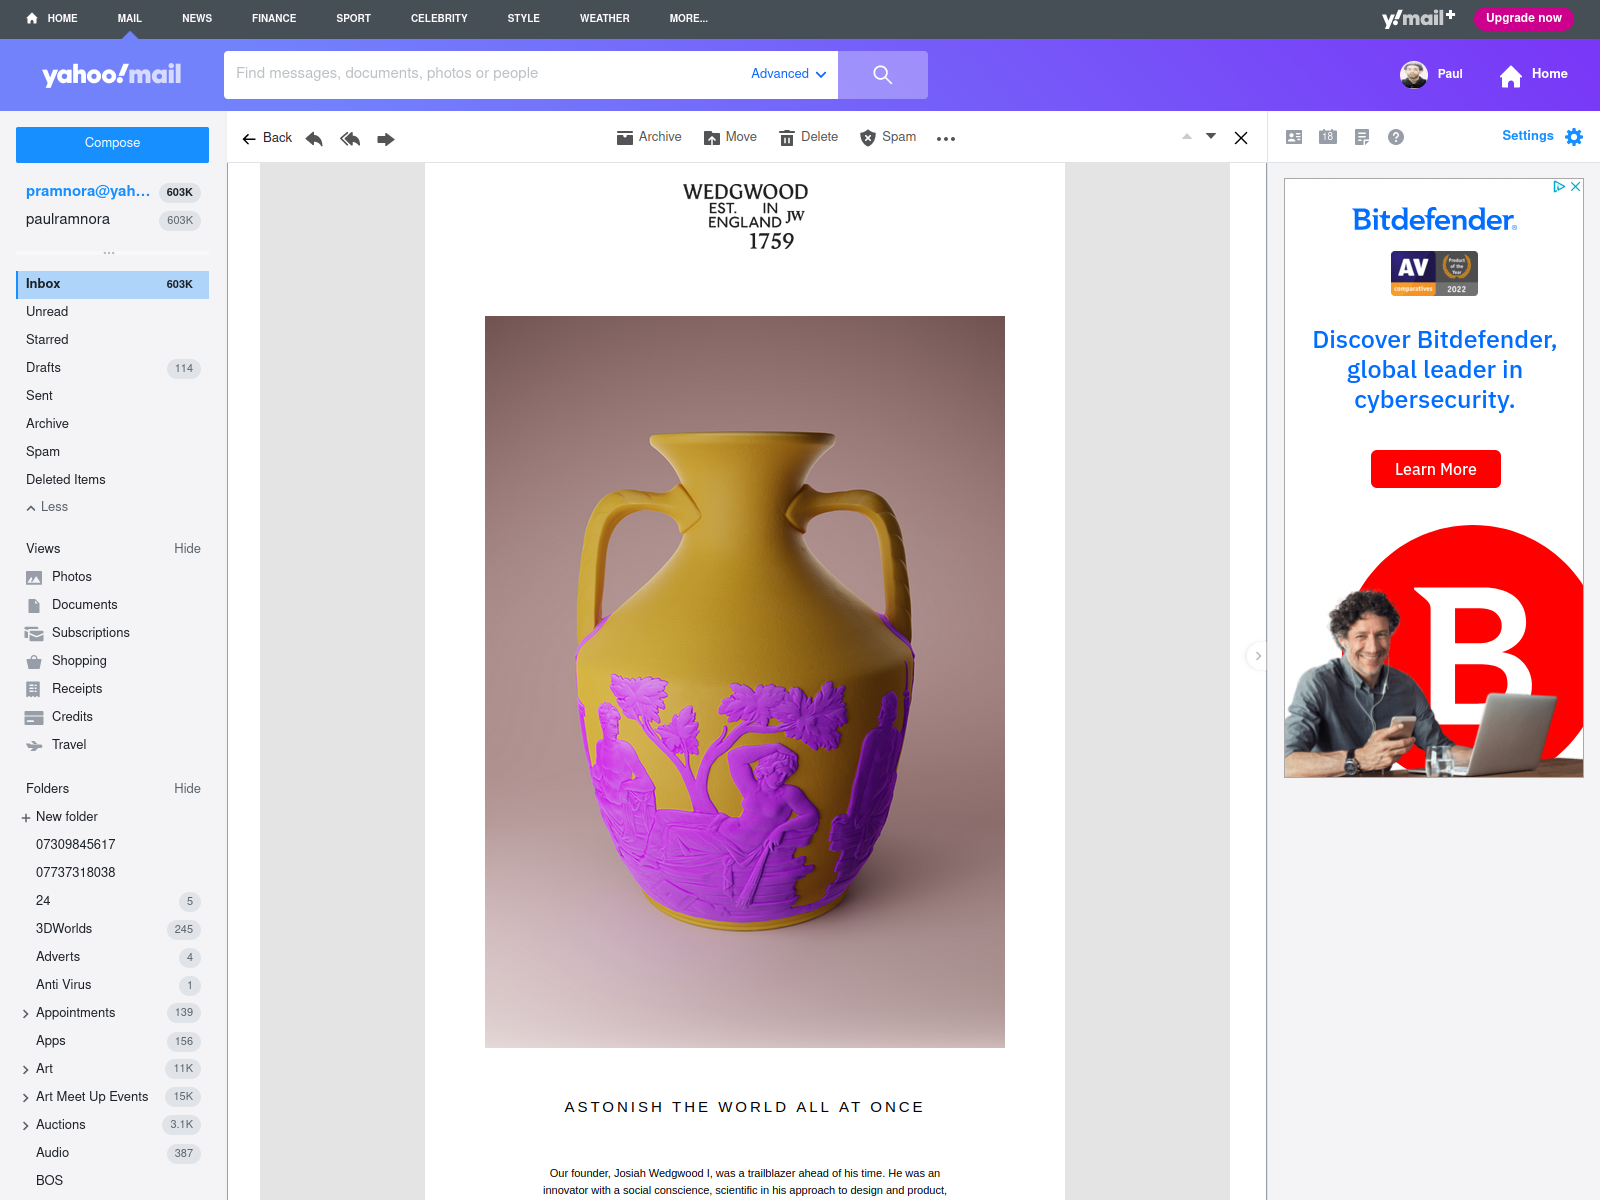 HOME MAIL NEWS FINANCE SPORT CELEBRITY STYLE WEATHER MORE... y!mail+ Upgrade now
yahoo!mail Find messages, documents, photos or people Advanced Paul Home
Compose
pramnora@yah... 603K
paulramnora 603K
Inbox 603K
Unread
Starred
Drafts 114
Sent
Archive
Spam
Deleted Items
Less
Views Hide
Photos
Documents
Subscriptions
Shopping
Receipts
Credits
Travel
Folders Hide
New folder
07309845617
07737318038
24 5
3DWorlds 245
Adverts 4
Anti Virus 1
Appointments 139
Apps 156
Art 11K
Art Meet Up Events 15K
Auctions 3.1K
Audio 387
BOS
Back Archive Move Delete Spam
WEDGWOOD
EST. IN
ENGLAND JW
1759
ASTONISH THE WORLD ALL AT ONCE
Our founder, Josiah Wedgwood I, was a trailblazer ahead of his time. He was an
innovator with a social conscience, scientific in his approach to design and product,
18 Settings
Bitdefender®
AV Product of the Year
comparatives 2022
Discover Bitdefender,
global leader in
cybersecurity.
Learn More
B